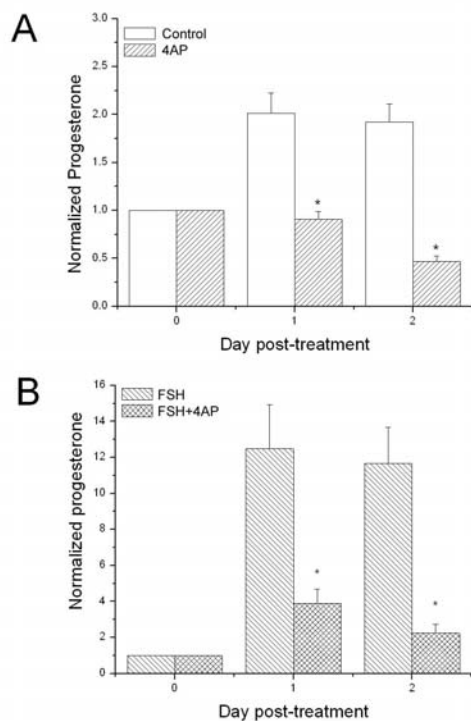 A
Control
4AP
Normalized Progesterone
3.0
2.5
2.0
1.5
1.0
0.5
0.0
*
*
0
1
2
Day post-treatment
B
FSH
FSH+4AP
Normalized progesterone
16
14
12
10
8
6
4
2
0
*
*
0
1
2
Day post-treatment